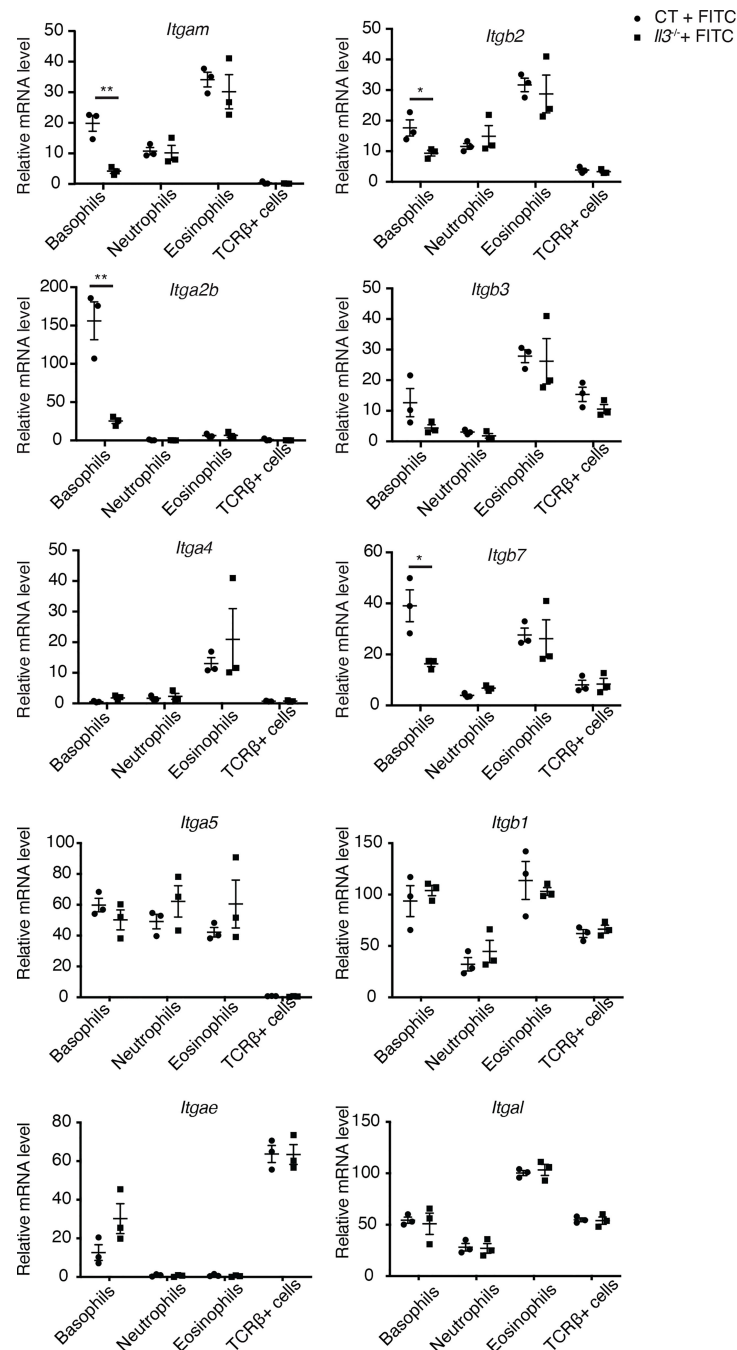 CT + FITC
Il3-/-+ FITC
Itgam
Relative mRNA level
50
40
30
20
10
0
**
Basophils
Neutrophils
Eosinophils
TCRβ+ cells
Itgb2
Relative mRNA level
50
40
30
20
10
0
*
Basophils
Neutrophils
Eosinophils
TCRβ+ cells
Itga2b
Relative mRNA level
200
150
100
50
0
**
Basophils
Neutrophils
Eosinophils
TCRβ+ cells
Itgb3
Relative mRNA level
50
40
30
20
10
0
Basophils
Neutrophils
Eosinophils
TCRβ+ cells
Itga4
Relative mRNA level
50
40
30
20
10
0
Basophils
Neutrophils
Eosinophils
TCRβ+ cells
Itgb7
Relative mRNA level
60
40
20
0
*
Basophils
Neutrophils
Eosinophils
TCRβ+ cells
Itga5
Relative mRNA level
100
80
60
40
20
0
Basophils
Neutrophils
Eosinophils
TCRβ+ cells
Itgb1
Relative mRNA level
150
100
50
0
Basophils
Neutrophils
Eosinophils
TCRβ+ cells
Itgae
Relative mRNA level
80
60
40
20
0
Basophils
Neutrophils
Eosinophils
TCRβ+ cells
Itgal
Relative mRNA level
150
100
50
0
Basophils
Neutrophils
Eosinophils
TCRβ+ cells